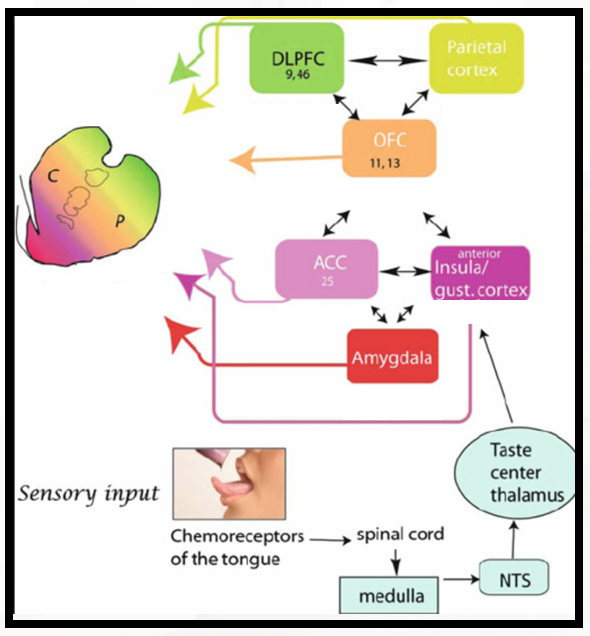 DLPFC
9,46
Parietal
cortex
OFC
11, 13
C
P
ACC
25
anterior
Insula/
gust. cortex
Amygdala
Taste
center
thalamus
Sensory input
Chemoreceptors
of the tongue
spinal cord
medulla
NTS